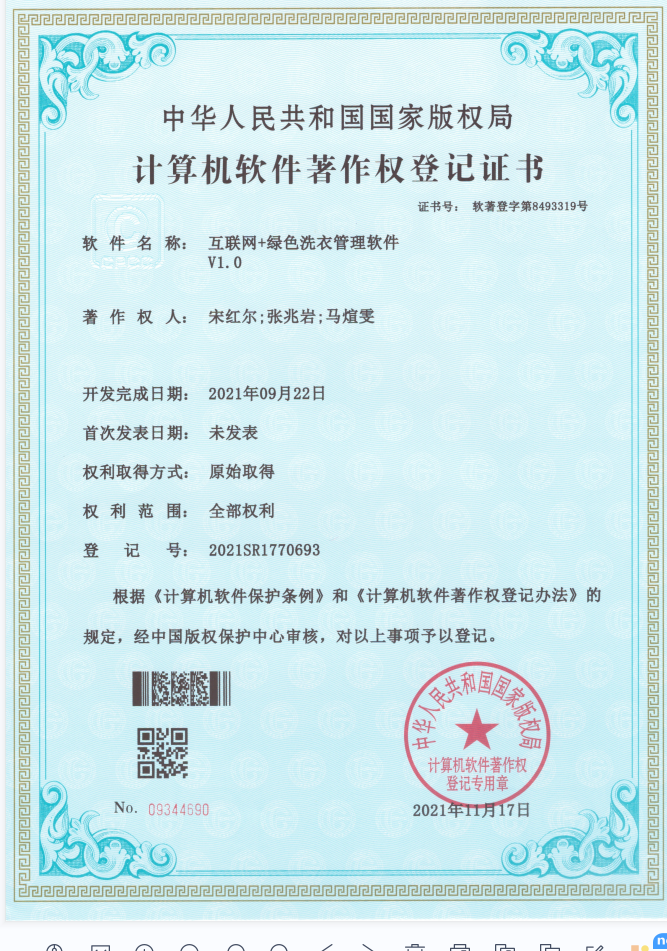 中华人民共和国国家版权局
计算机软件著作权登记证书
证书号： 软著登字第8493319号
软件名称： 互联网+绿色洗衣管理软件
V1.0
著作权人： 宋红尔;张兆岩;马煊雯
开发完成日期： 2021年09月22日
首次发表日期： 未发表
权利取得方式： 原始取得
权利范围： 全部权利
登记号： 2021SR1770693
根据《计算机软件保护条例》和《计算机软件著作权登记办法》的
规定，经中国版权保护中心审核，对以上事项予以登记。
中华人民共和国国家版权局
计算机软件著作权
登记专用章
No. 09344690
2021年11月17日